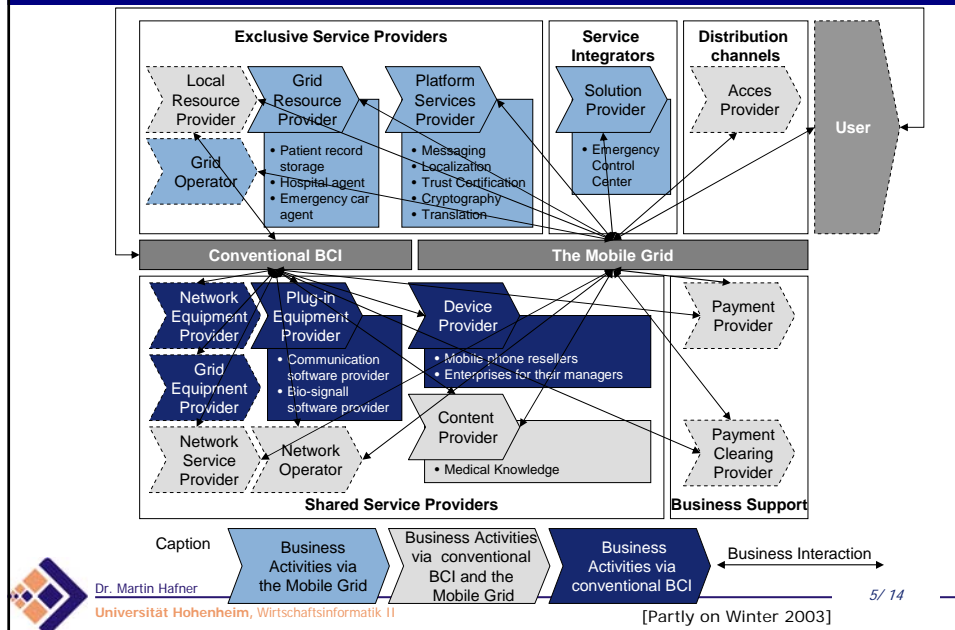 Exclusive Service Providers
Service
Integrators
Distribution
channels
Local
Resource
Provider
Grid
Resource
Provider
Platform
Services
Provider
Solution
Provider
Acces
Provider
User
Grid
Operator
• Patient record
storage
• Hospital agent
• Emergency car
agent
• Messaging
• Localization
• Trust Certification
• Cryptography
• Translation
• Emergency
Control
Center
Conventional BCI
The Mobile Grid
Network
Equipment
Provider
Plug-in
Equipment
Provider
Device
Provider
Payment
Provider
Grid
Equipment
Provider
• Communication
software provider
• Bio-signall
software provider
• Mobile phone resellers
• Enterprises for their managers
Network
Service
Provider
Network
Operator
Content
Provider
• Medical Knowledge
Payment
Clearing
Provider
Shared Service Providers
Business Support
Caption
Business
Activities via
the Mobile Grid
Business Activities
via conventional
BCI and the
Mobile Grid
Business
Activities via
conventional BCI
Business Interaction
Dr. Martin Hafner
5/ 14
Universität Hohenheim, Wirtschaftsinformatik II
[Partly on Winter 2003]